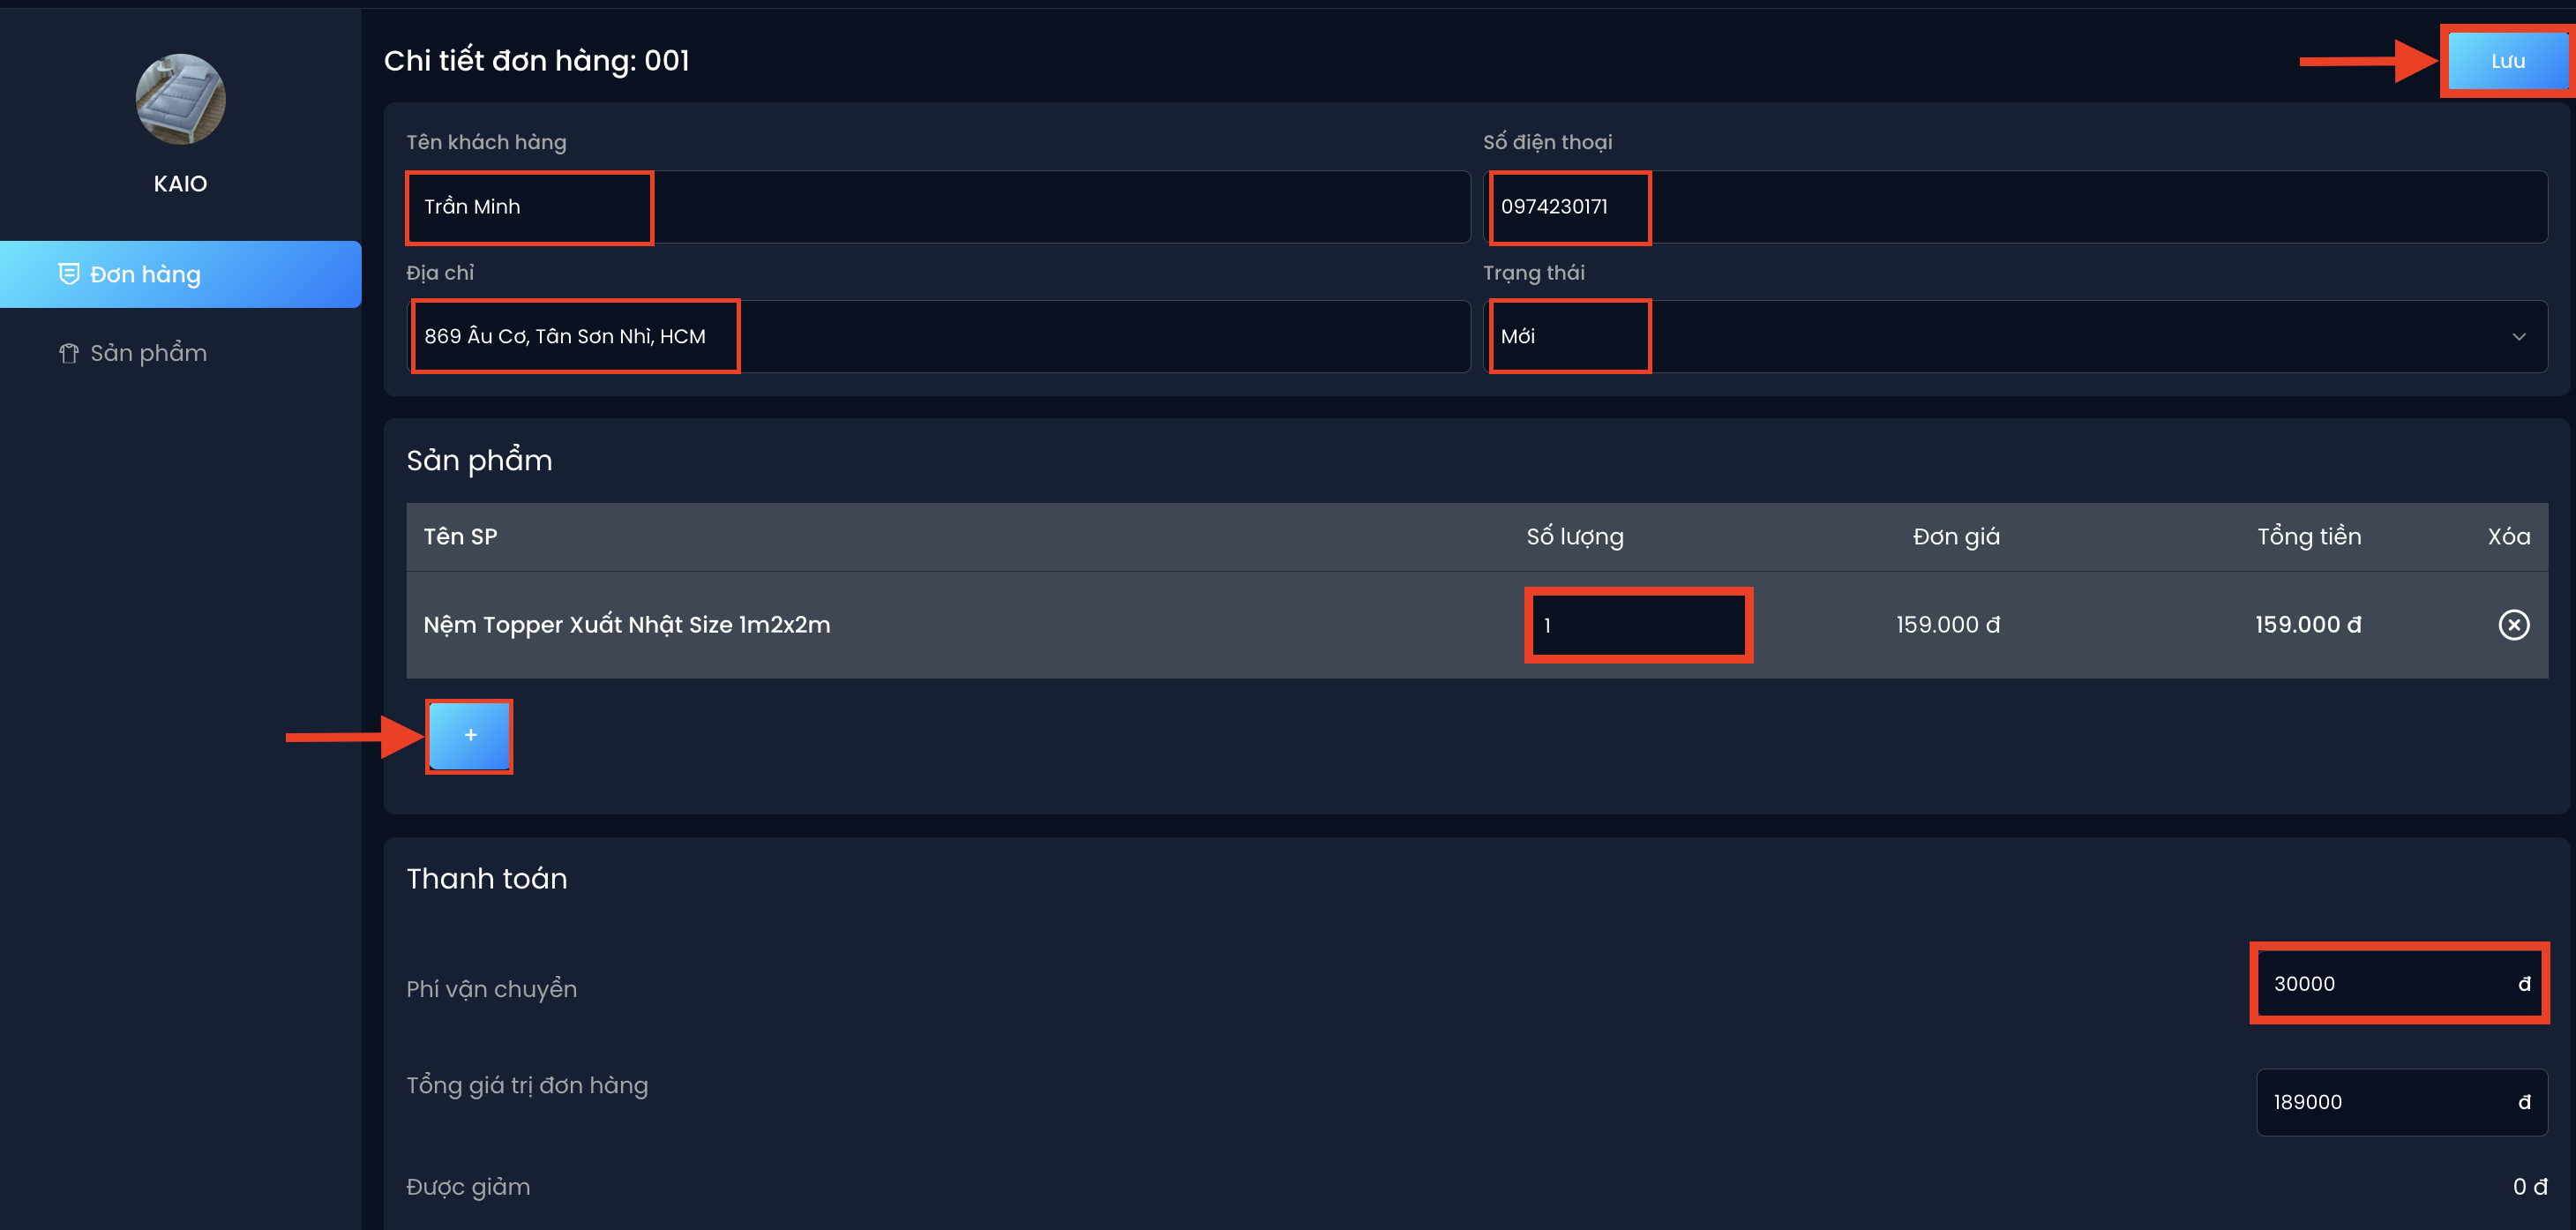 KAIO
Đơn hàng
Sản phẩm
Chi tiết đơn hàng: 001
Lưu
Tên khách hàng
Số điện thoại
Trần Minh
0974230171
Địa chỉ
Trạng thái
869 Âu Cơ, Tân Sơn Nhì, HCM
Mới
Sản phẩm
Tên SP Số lượng Đơn giá Tổng tiền Xóa
Nệm Topper Xuất Nhật Size 1m2x2m 1 159.000 đ 159.000 đ
+
Thanh toán
Phí vận chuyển 30000 đ
Tổng giá trị đơn hàng 189000 đ
Được giảm 0 đ